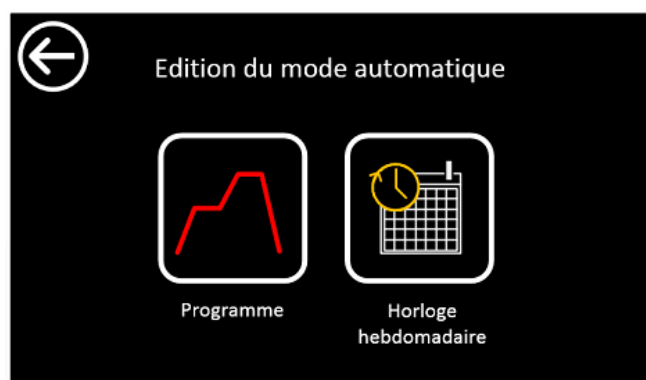 Edition du mode automatique
Programme
Horloge
hebdomadaire